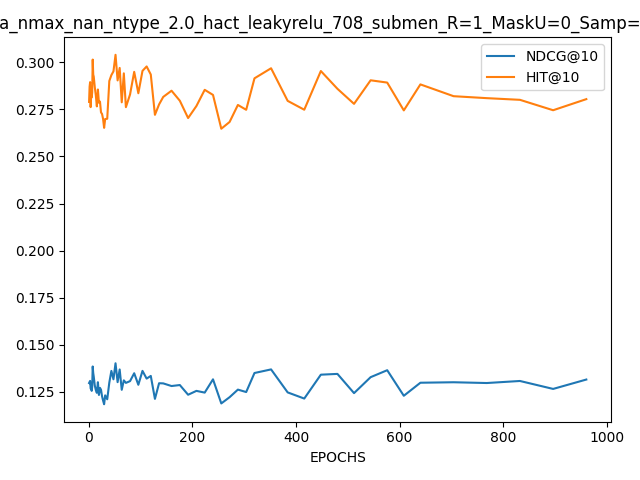 a_nmax_nan_ntype_2.0_hact_leakyrelu_708_submen_R=1_MaskU=0_Samp=
NDCG@10
HIT@10
0.300
0.275
0.250
0.225
0.200
0.175
0.150
0.125
0 200 400 600 800 1000
EPOCHS